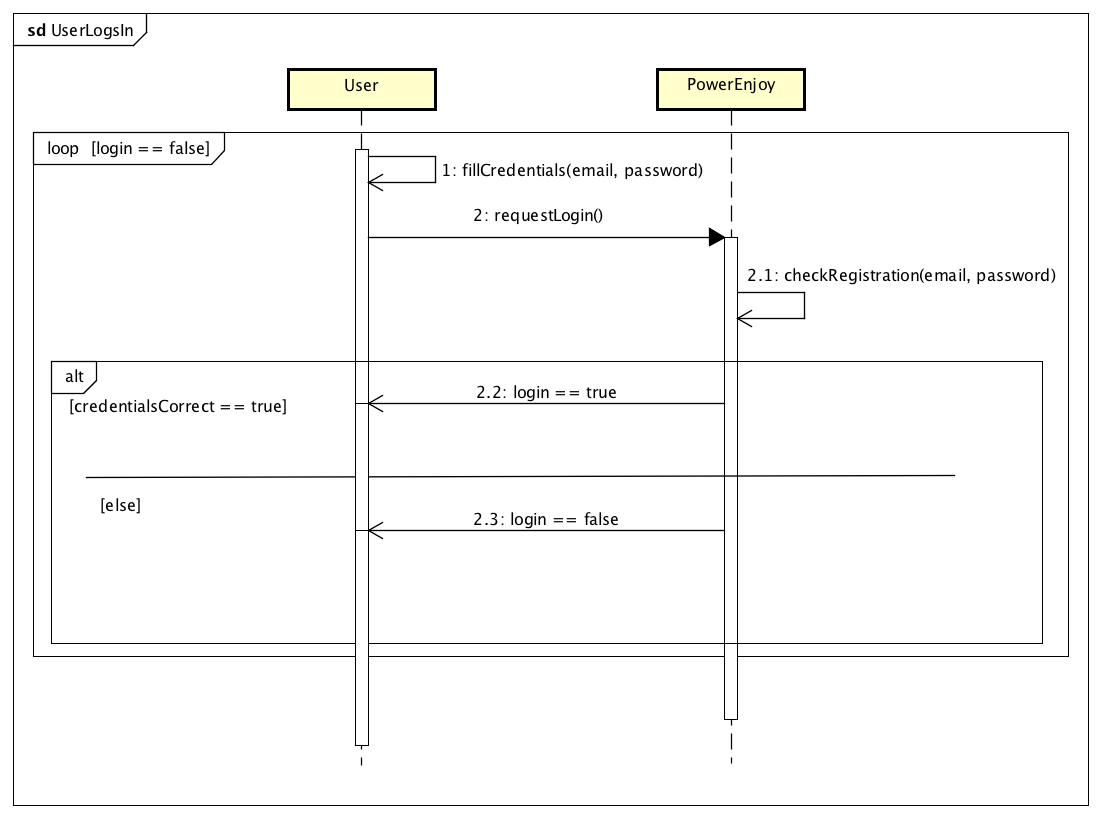 sd UserLogsIn
User
PowerEnjoy
loop [login == false]
1: fillCredentials(email, password)
2: requestLogin()
2.1: checkRegistration(email, password)
alt
2.2: login == true
[credentialsCorrect == true]
[else]
2.3: login == false